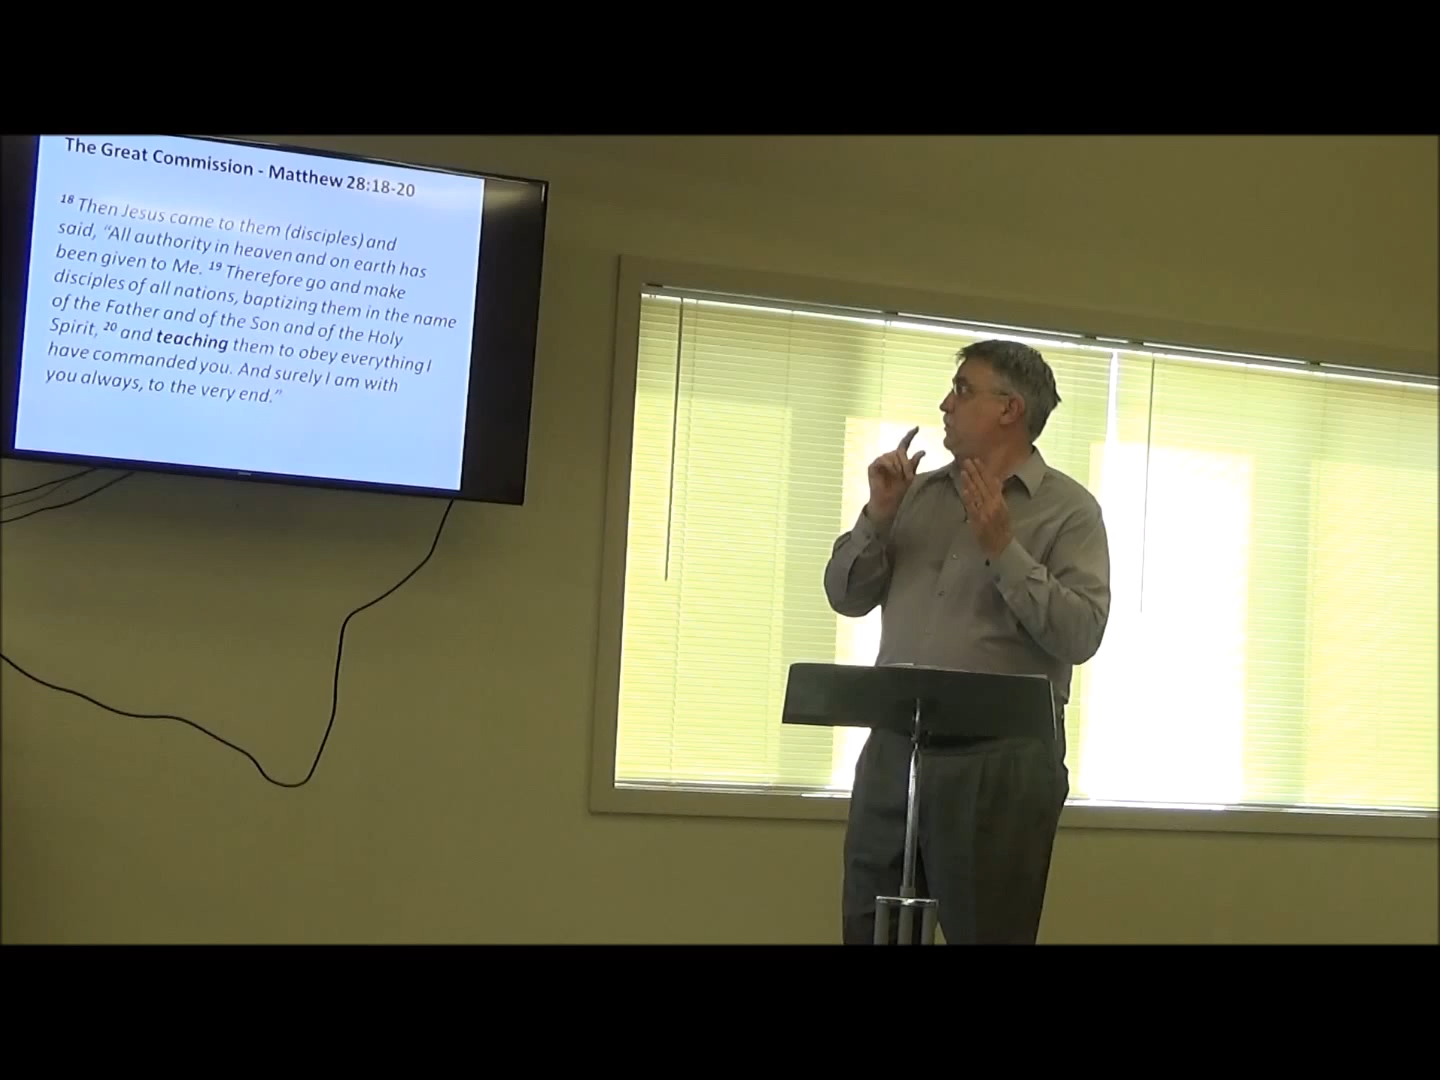 The Great Commission - Matthew 28:18-20
18 Then Jesus came to them (disciples) and
said, “All authority in heaven and on earth has
been given to Me. 19 Therefore go and make
disciples of all nations, baptizing them in the name
of the Father and of the Son and of the Holy
Spirit, 20 and teaching them to obey everything I
have commanded you. And surely I am with
you always, to the very end.”